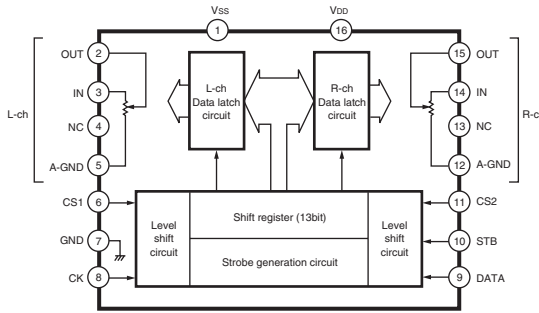 VSS
VDD
1
16
L-ch
OUT
2
IN
3
NC
4
A-GND
5
CS1
6
GND
7
CK
8
L-ch
Data latch
circuit
R-ch
Data latch
circuit
15
OUT
14
IN
13
NC
12
A-GND
11
CS2
10
STB
9
DATA
R-c
Level
shift
circuit
Shift register (13bit)
Strobe generation circuit
Level
shift
circuit